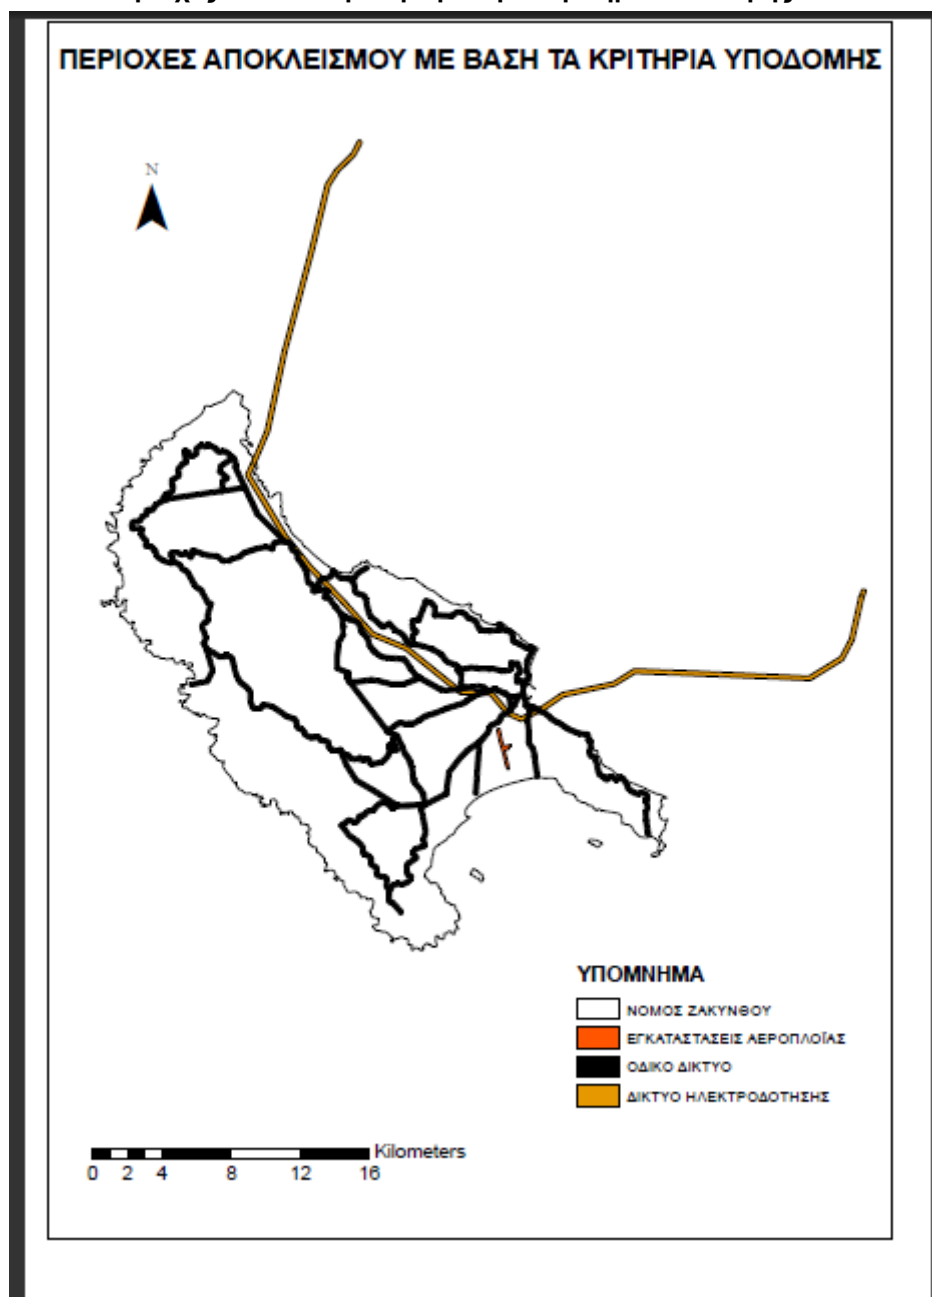 ΠΕΡΙΟΧΕΣ ΑΠΟΚΛΕΙΣΜΟΥ ΜΕ ΒΑΣΗ ΤΑ ΚΡΙΤΗΡΙΑ ΥΠΟΔΟΜΗΣ
N
ΥΠΟΜΝΗΜΑ
ΝΟΜΟΣ ΖΑΚΥΝΘΟΥ
ΕΓΚΑΤΑΣΤΑΣΕΙΣ ΑΕΡΟΠΛΟΪΑΣ
ΟΔΙΚΟ ΔΙΚΤΥΟ
ΔΙΚΤΥΟ ΗΛΕΚΤΡΟΔΟΤΗΣΗΣ
Kilometers
0 2 4 8 12 16